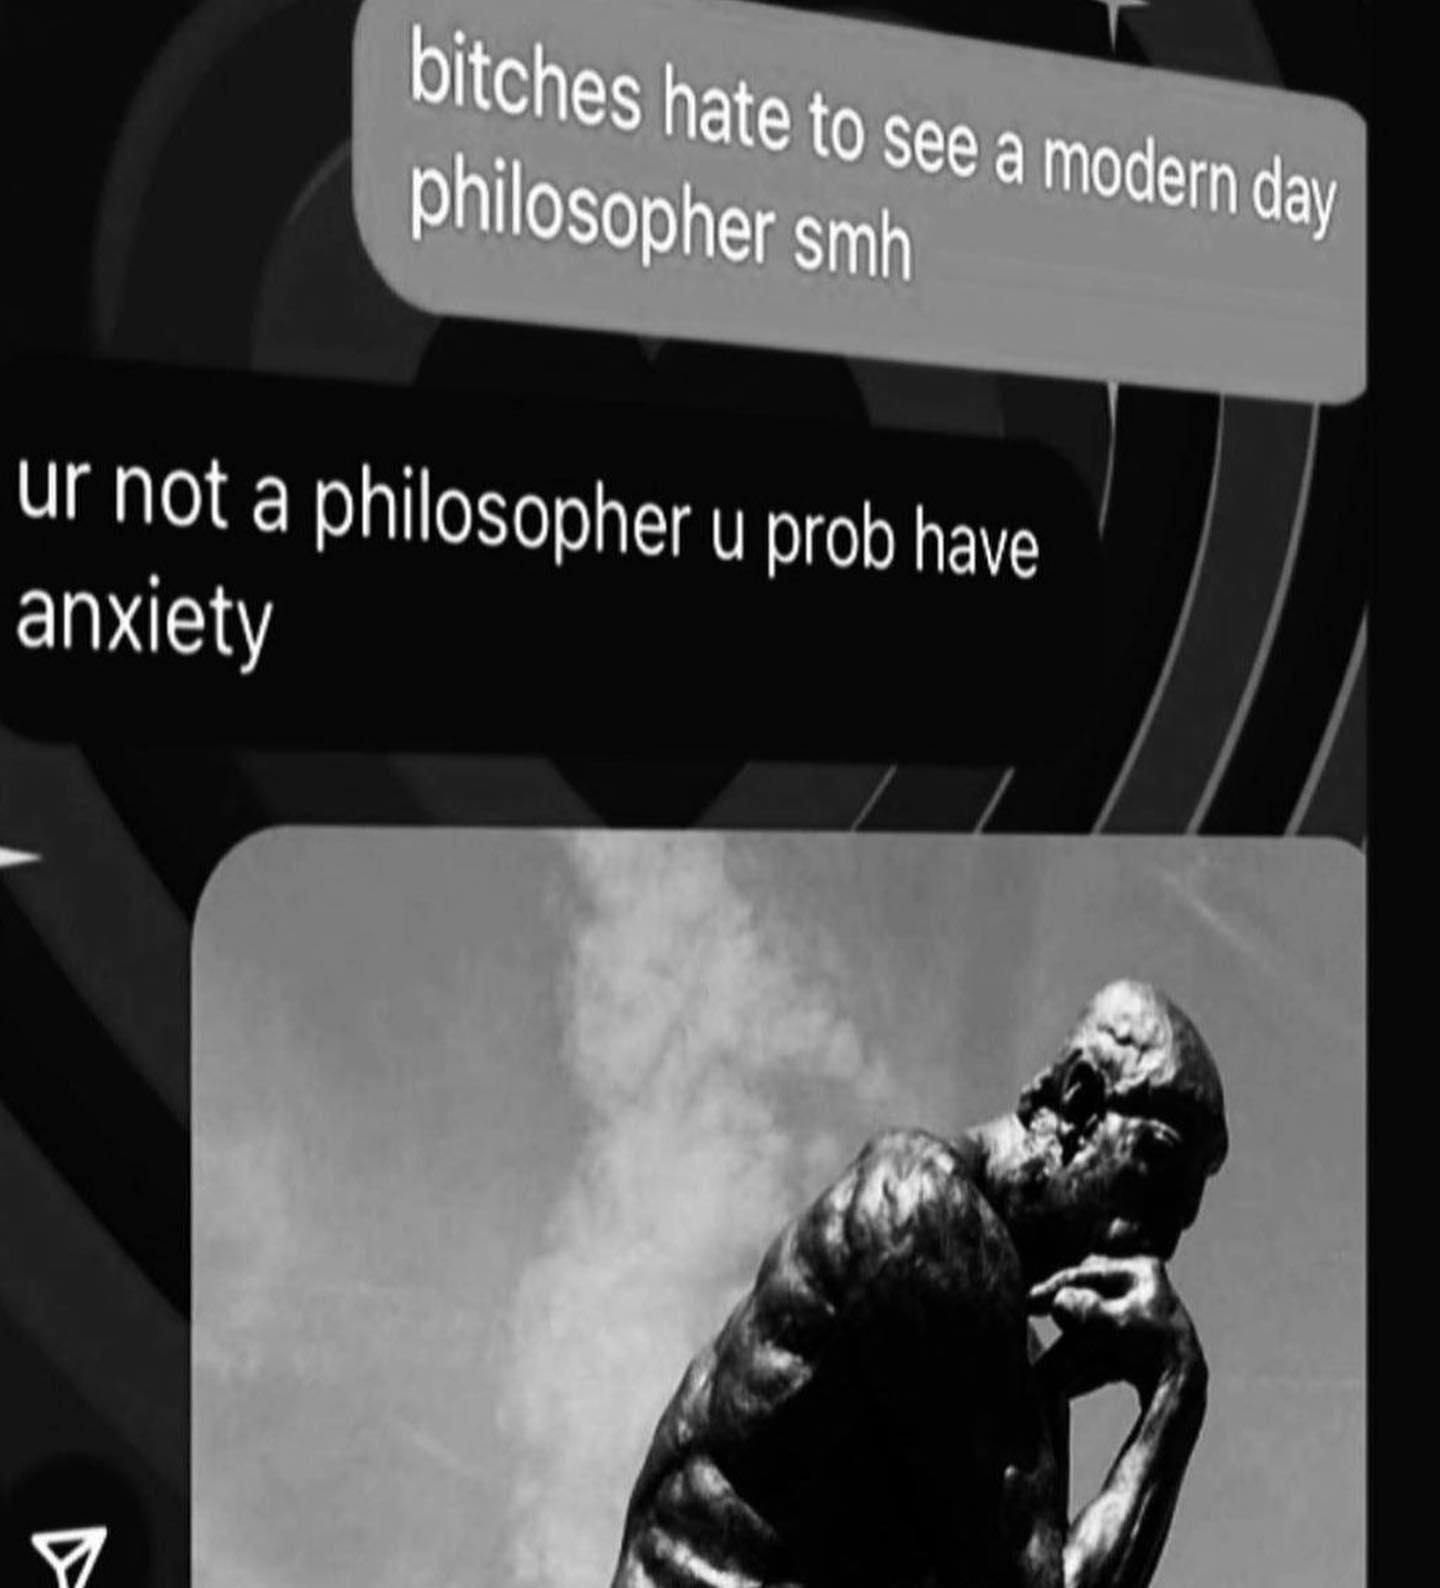 bitches hate to see a modern day
philosopher smh
ur not a philosopher u prob have
anxiety